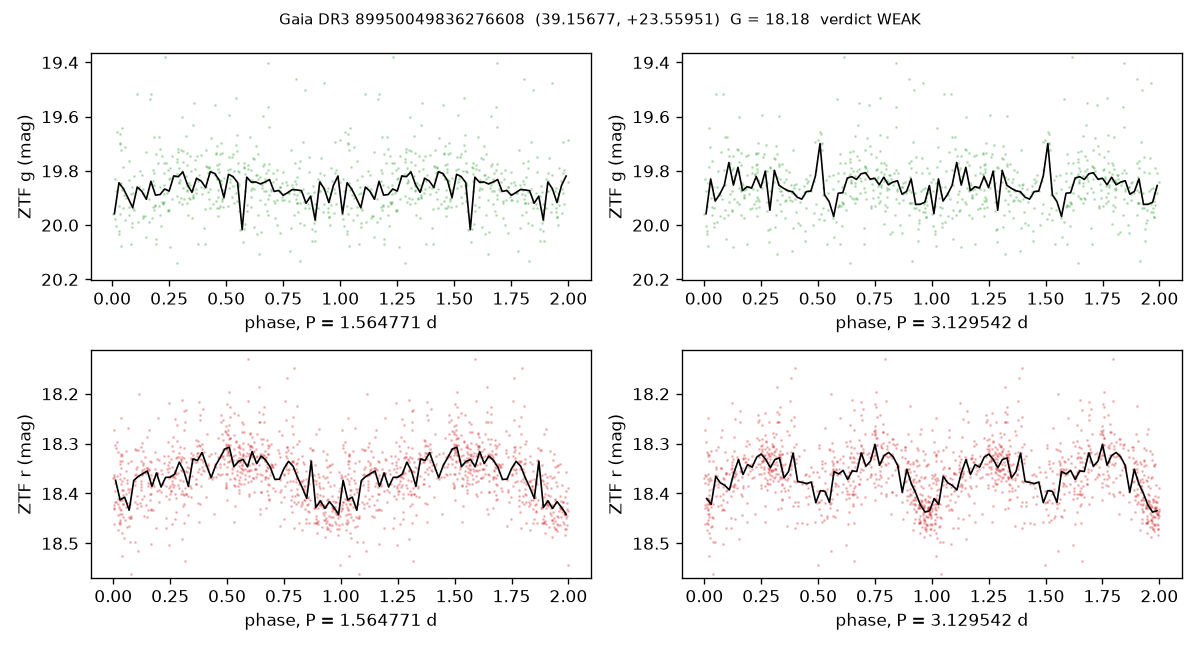 Gaia DR3 89950049836276608 (39.15677, +23.55951) G = 18.18 verdict WEAK
19.4
19.6
19.8
20.0
20.2
ZTF g (mag)
0.00 0.25 0.50 0.75 1.00 1.25 1.50 1.75 2.00
phase, P = 1.564771 d
19.4
19.6
19.8
20.0
20.2
ZTF g (mag)
0.00 0.25 0.50 0.75 1.00 1.25 1.50 1.75 2.00
phase, P = 3.129542 d
18.2
18.3
18.4
18.5
ZTF r (mag)
0.00 0.25 0.50 0.75 1.00 1.25 1.50 1.75 2.00
phase, P = 1.564771 d
18.2
18.3
18.4
18.5
ZTF r (mag)
0.00 0.25 0.50 0.75 1.00 1.25 1.50 1.75 2.00
phase, P = 3.129542 d